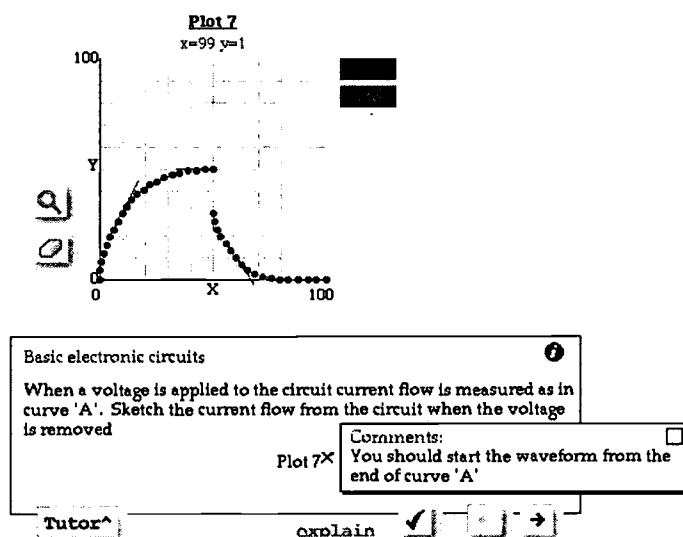 Plot 7
x=99 y=1
100
Y
0
0 X 100
Basic electronic circuits
When a voltage is applied to the circuit current flow is measured as in
curve 'A'. Sketch the current flow from the circuit when the voltage
is removed
Plot 7×
Comments:
You should start the waveform from the
end of curve 'A'
Tutor^
explain